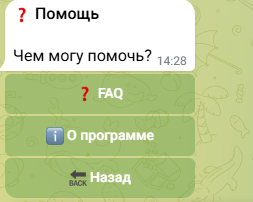 ❓ Помощь
Чем могу помочь? 14:28
❓ FAQ
ℹ️ О программе
🔙 Назад